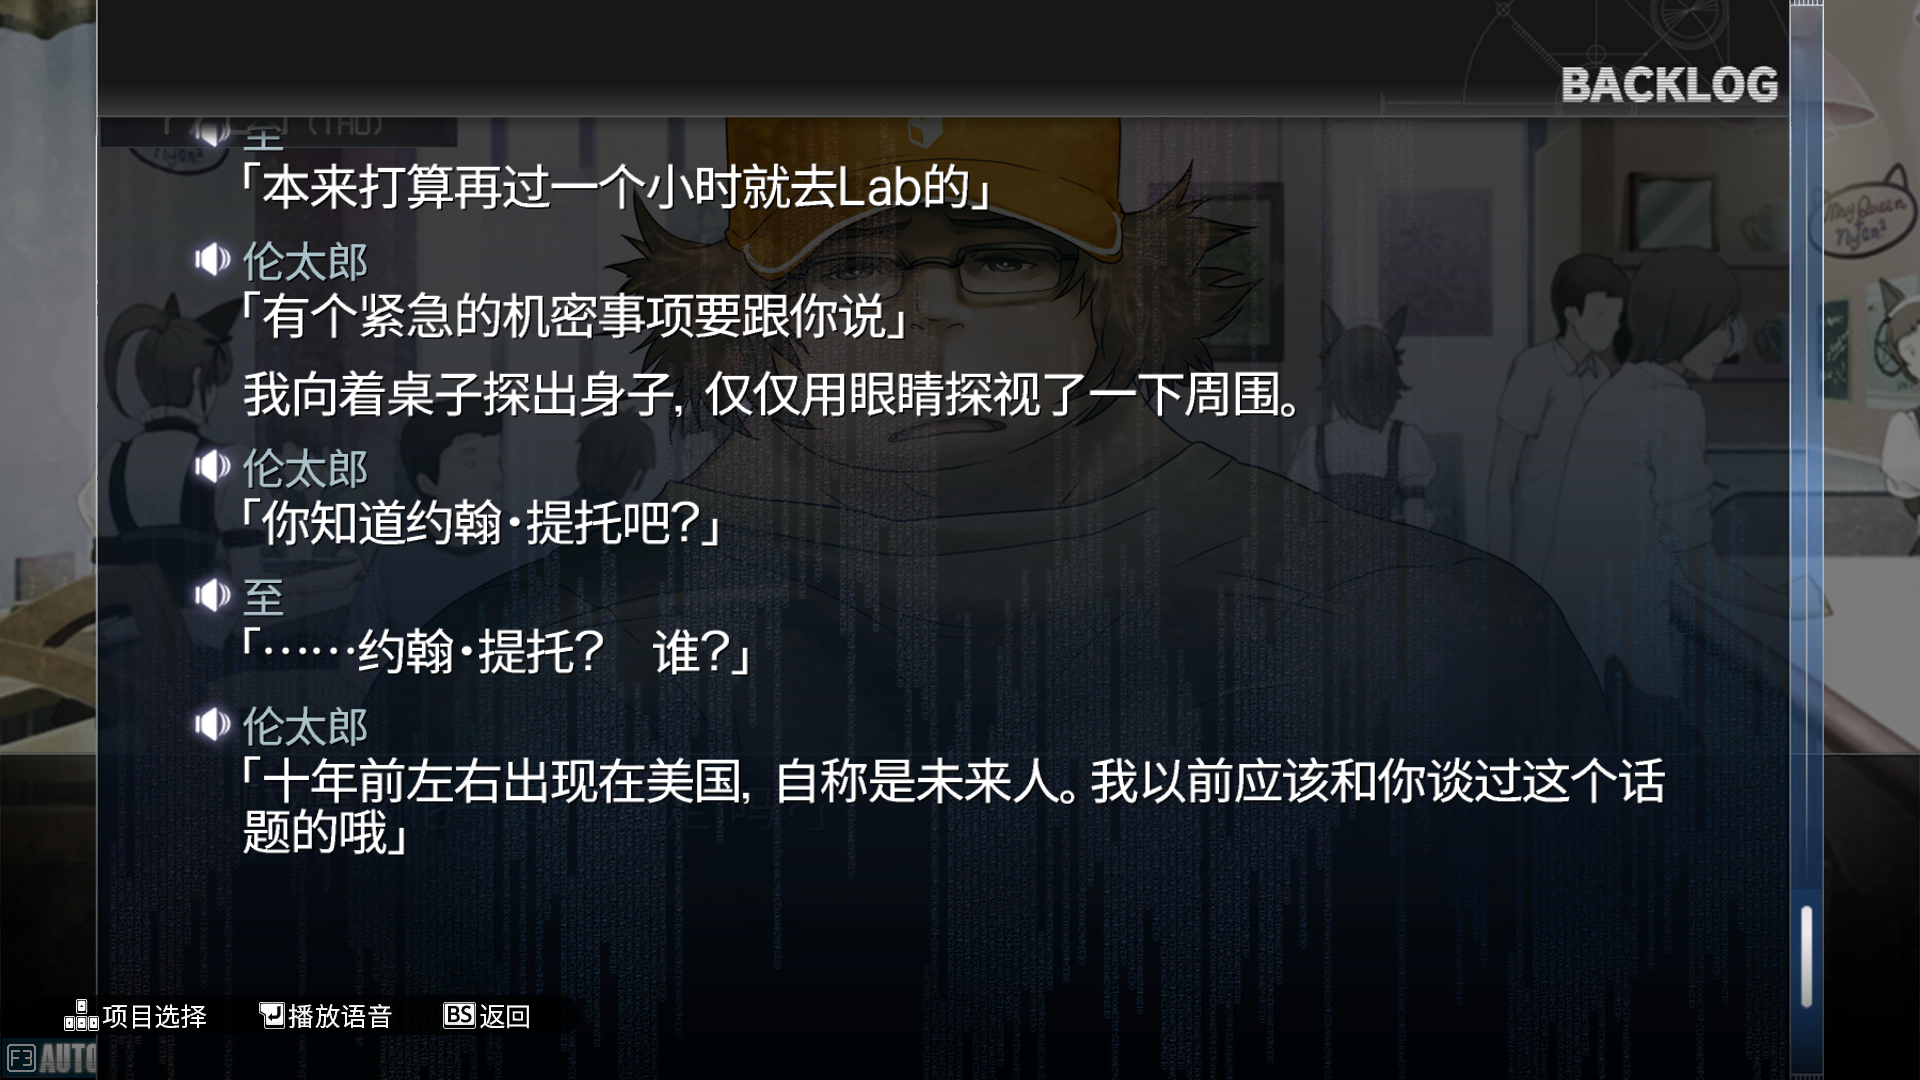 BACKLOG
(THU)
至
「本来打算再过一个小时就去Lab的」
伦太郎
「有个紧急的机密事项要跟你说」
我向着桌子探出身子，仅仅用眼睛探视了一下周围。
伦太郎
「你知道约翰·提托吧？」
至
「……约翰·提托？　谁？」
伦太郎
「十年前左右出现在美国，自称是未来人。我以前应该和你谈过这个话
题的哦」
May Queen
Nyan²
项目选择 播放语音 BS 返回
F3 AUTO